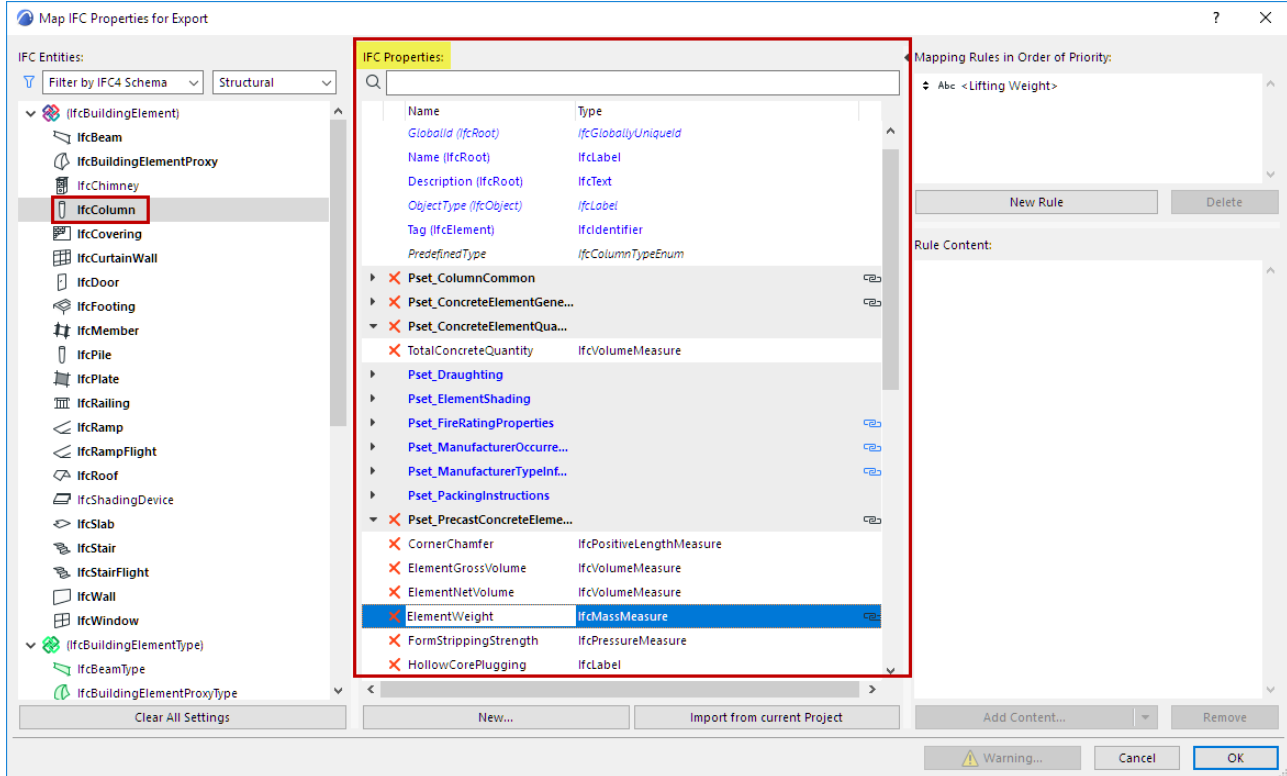 Map IFC Properties for Export
? X
IFC Entities:
Filter by IFC4 Schema
Structural
(IfcBuildingElement)
IfcBeam
IfcBuildingElementProxy
IfcChimney
IfcColumn
IfcCovering
IfcCurtainWall
IfcDoor
IfcFooting
IfcMember
IfcPile
IfcPlate
IfcRailing
IfcRamp
IfcRampFlight
IfcRoof
IfcShadingDevice
IfcSlab
IfcStair
IfcStairFlight
IfcWall
IfcWindow
(IfcBuildingElementType)
IfcBeamType
IfcBuildingElementProxyType
Clear All Settings
IFC Properties:
Name Type
GlobalId (IfcRoot) IfcGloballyUniqueId
Name (IfcRoot) IfcLabel
Description (IfcRoot) IfcText
ObjectType (IfcObject) IfcLabel
Tag (IfcElement) IfcIdentifier
PredefinedType IfcColumnTypeEnum
Pset_ColumnCommon
Pset_ConcreteElementGene...
Pset_ConcreteElementQua...
TotalConcreteQuantity IfcVolumeMeasure
Pset_Draughting
Pset_ElementShading
Pset_FireRatingProperties
Pset_ManufacturerOccurre...
Pset_ManufacturerTypeInf...
Pset_PackingInstructions
Pset_PrecastConcreteEleme...
CornerChamfer IfcPositiveLengthMeasure
ElementGrossVolume IfcVolumeMeasure
ElementNetVolume IfcVolumeMeasure
ElementWeight IfcMassMeasure
FormStrippingStrength IfcPressureMeasure
HollowCorePlugging IfcLabel
New...
Import from current Project
Mapping Rules in Order of Priority:
Abc <Lifting Weight>
New Rule
Delete
Rule Content:
Add Content...
Remove
Warning...
Cancel
OK